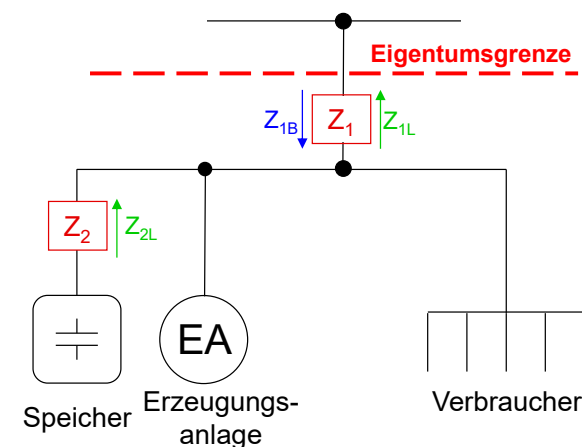 Eigentumsgrenze
Z1B
Z1
Z1L
Z2
Z2L
EA
Speicher
Erzeugungs-
anlage
Verbraucher